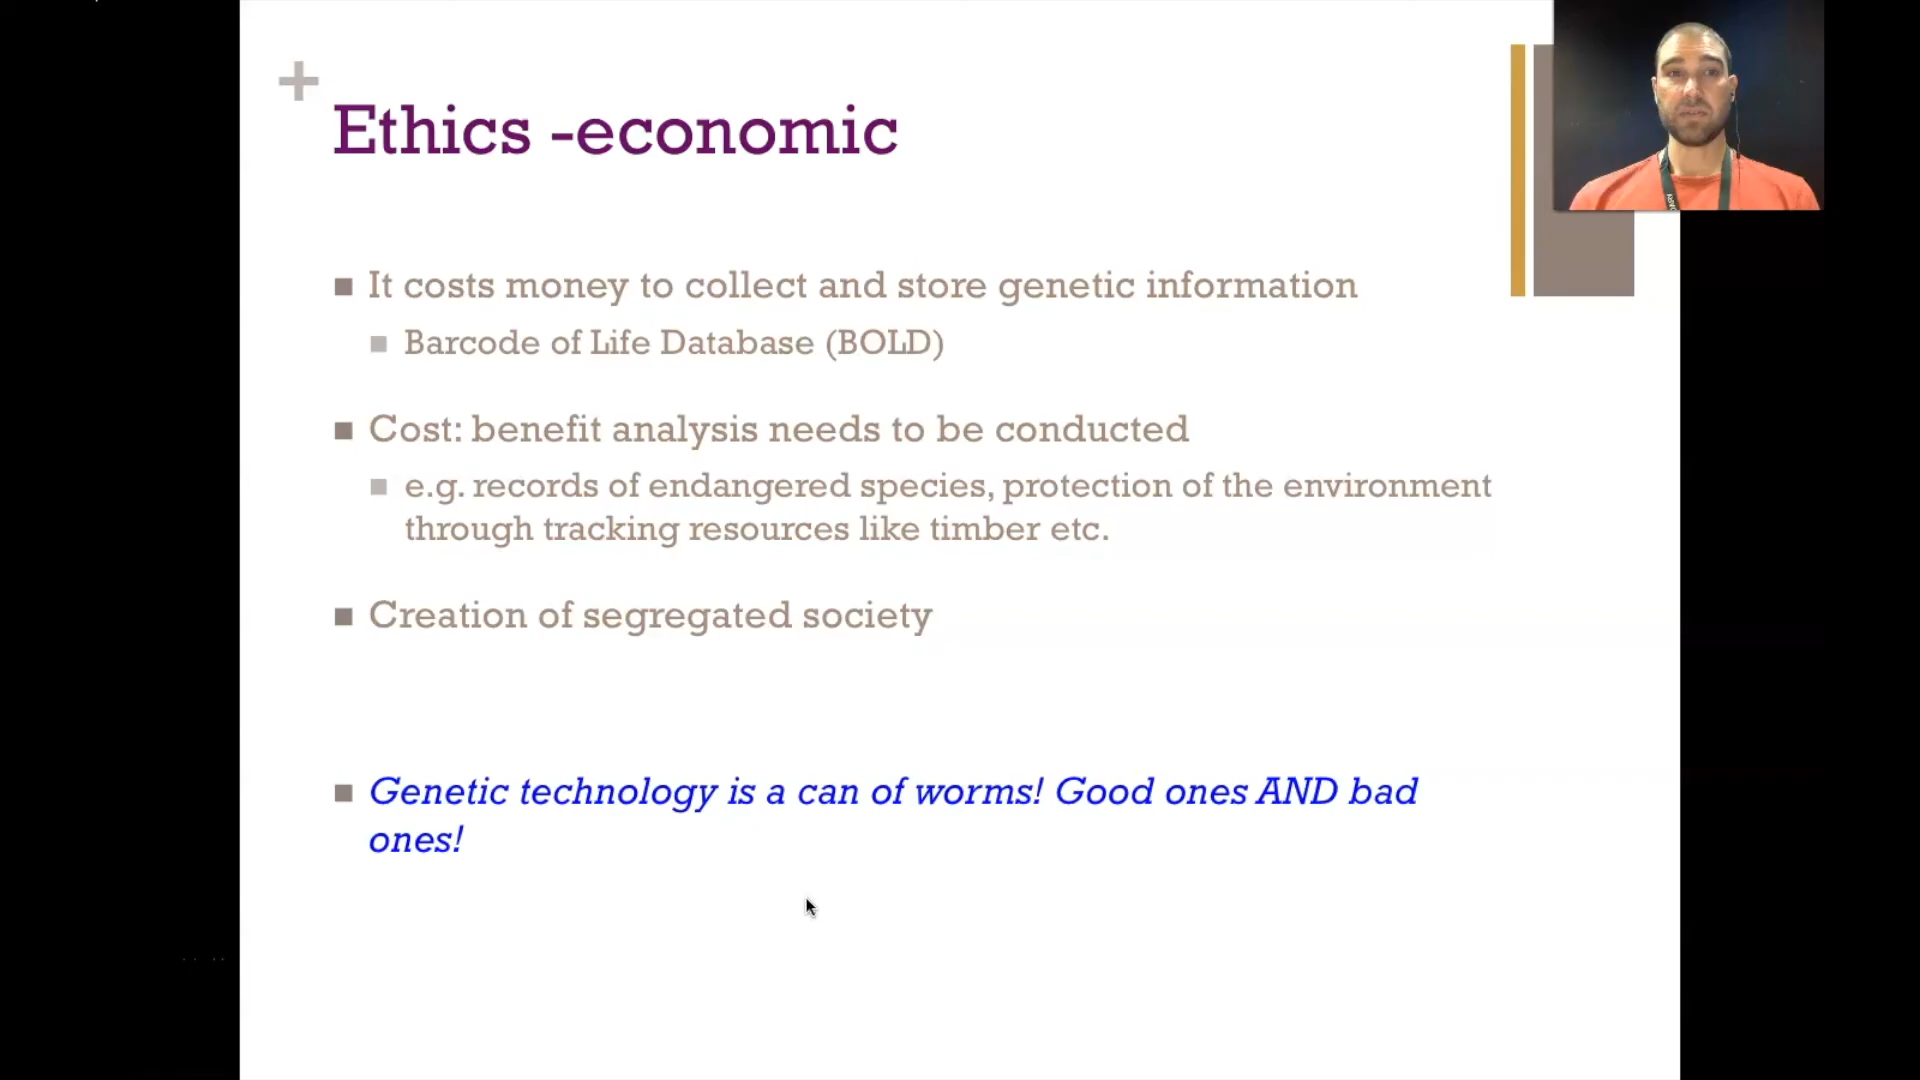 Ethics -economic
It costs money to collect and store genetic information
Barcode of Life Database (BOLD)
Cost: benefit analysis needs to be conducted
e.g. records of endangered species, protection of the environment
through tracking resources like timber etc.
Creation of segregated society
Genetic technology is a can of worms! Good ones AND bad
ones!